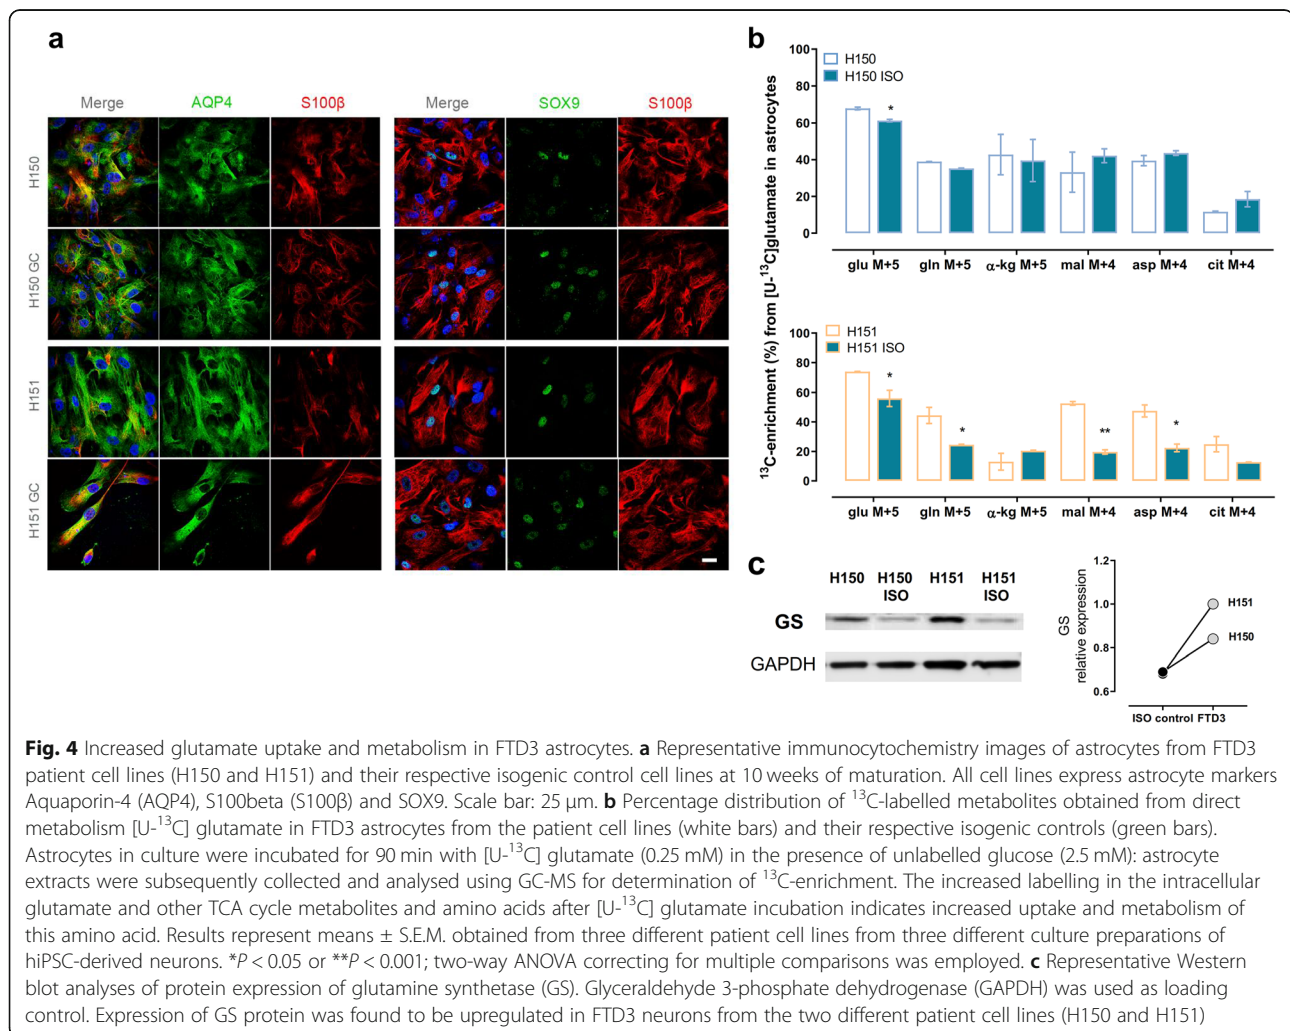 a
Merge AQP4 S100β Merge SOX9 S100β
H150
H150 GC
H151
H151 GC
b
¹³C-enrichment (%) from [U-¹³C]glutamate in astrocytes
100
80
60
40
20
0
H150
H150 ISO
*
glu M+5 gln M+5 α-kg M+5 mal M+4 asp M+4 cit M+4
100
80
60
40
20
0
H151
H151 ISO
* * ** *
glu M+5 gln M+5 α-kg M+5 mal M+4 asp M+4 cit M+4
c
H150 H150 ISO H151 H151 ISO
GS
GAPDH
GS
relative expression
1.2
1.0
0.8
0.6
H151
H150
ISO control FTD3
Fig. 4 Increased glutamate uptake and metabolism in FTD3 astrocytes. a Representative immunocytochemistry images of astrocytes from FTD3
patient cell lines (H150 and H151) and their respective isogenic control cell lines at 10 weeks of maturation. All cell lines express astrocyte markers
Aquaporin-4 (AQP4), S100beta (S100β) and SOX9. Scale bar: 25 μm. b Percentage distribution of ¹³C-labelled metabolites obtained from direct
metabolism [U-¹³C] glutamate in FTD3 astrocytes from the patient cell lines (white bars) and their respective isogenic controls (green bars).
Astrocytes in culture were incubated for 90 min with [U-¹³C] glutamate (0.25 mM) in the presence of unlabelled glucose (2.5 mM): astrocyte
extracts were subsequently collected and analysed using GC-MS for determination of ¹³C-enrichment. The increased labelling in the intracellular
glutamate and other TCA cycle metabolites and amino acids after [U-¹³C] glutamate incubation indicates increased uptake and metabolism of
this amino acid. Results represent means ± S.E.M. obtained from three different patient cell lines from three different culture preparations of
hiPSC-derived neurons. *P < 0.05 or **P < 0.001; two-way ANOVA correcting for multiple comparisons was employed. c Representative Western
blot analyses of protein expression of glutamine synthetase (GS). Glyceraldehyde 3-phosphate dehydrogenase (GAPDH) was used as loading
control. Expression of GS protein was found to be upregulated in FTD3 neurons from the two different patient cell lines (H150 and H151)